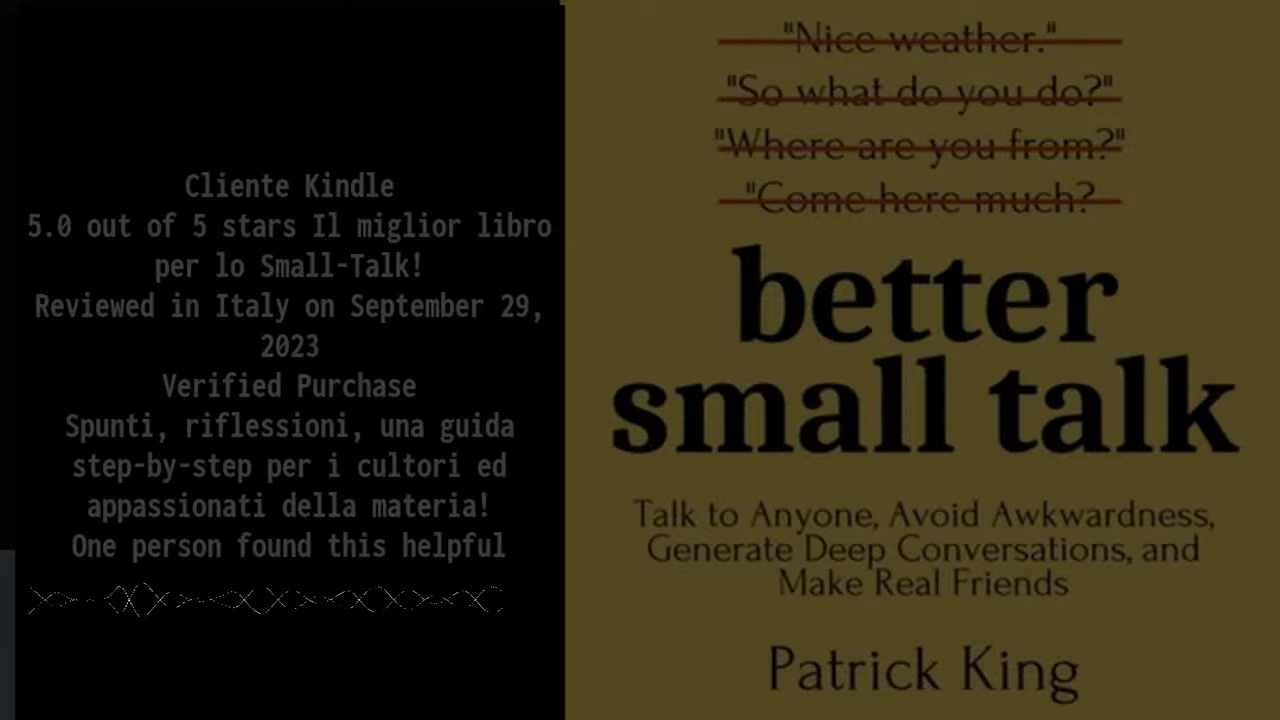 Cliente Kindle
5.0 out of 5 stars Il miglior libro
per lo Small-Talk!
Reviewed in Italy on September 29,
2023
Verified Purchase
Spunti, riflessioni, una guida
step-by-step per i cultori ed
appassionati della materia!
One person found this helpful
"Nice weather."
"So what do you do?"
"Where are you from?"
"Come here much?
better
small talk
Talk to Anyone, Avoid Awkwardness,
Generate Deep Conversations, and
Make Real Friends
Patrick King